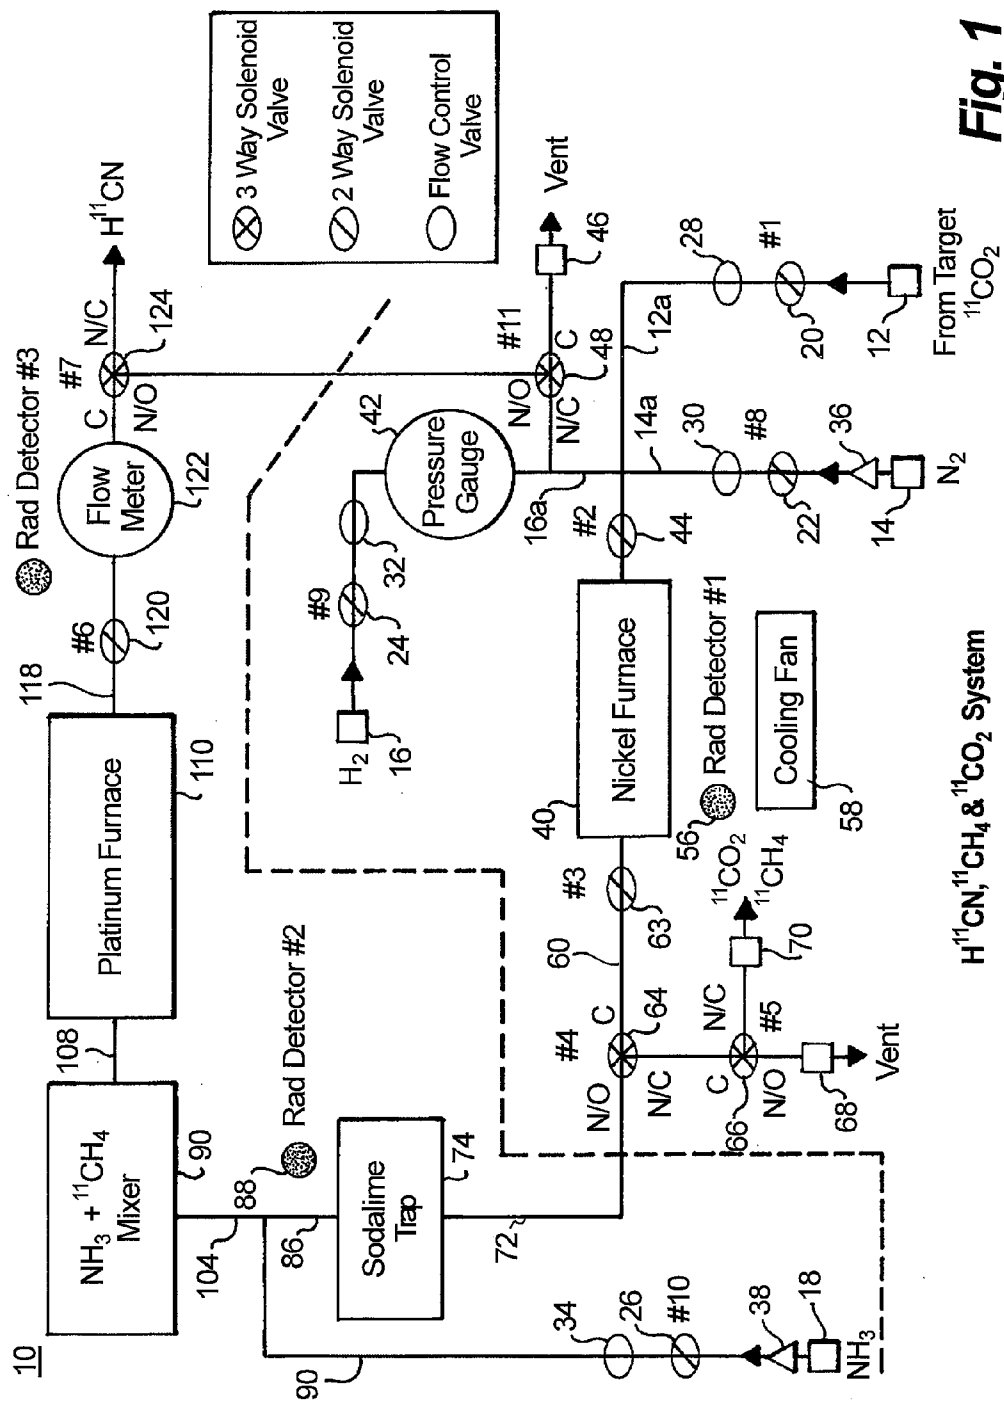 10
NH3 + 11CH4
Mixer
90
108
Platinum Furnace
110
118
#6
120
Rad Detector #3
Flow
Meter
122
C
#7
N/C
124
N/O
H11CN
104
88
Rad Detector #2
86
Sodalime
Trap
74
72
90
34
26
#10
38
18
NH3
3 Way Solenoid
Valve
2 Way Solenoid
Valve
Flow Control
Valve
H2
16
#9
24
32
42
Pressure
Gauge
16a
N/O
N/C
#11
C
48
46
Vent
#4
N/O
C
64
N/C
60
#3
63
40
Nickel Furnace
#2
44
12a
14a
28
#1
20
12
From Target
11CO2
30
#8
22
36
14
N2
C
66
N/O
N/C
#5
68
Vent
70
11CO2
11CH4
56
Rad Detector #1
Cooling Fan
58
H11CN, 11CH4 & 11CO2 System
Fig. 1